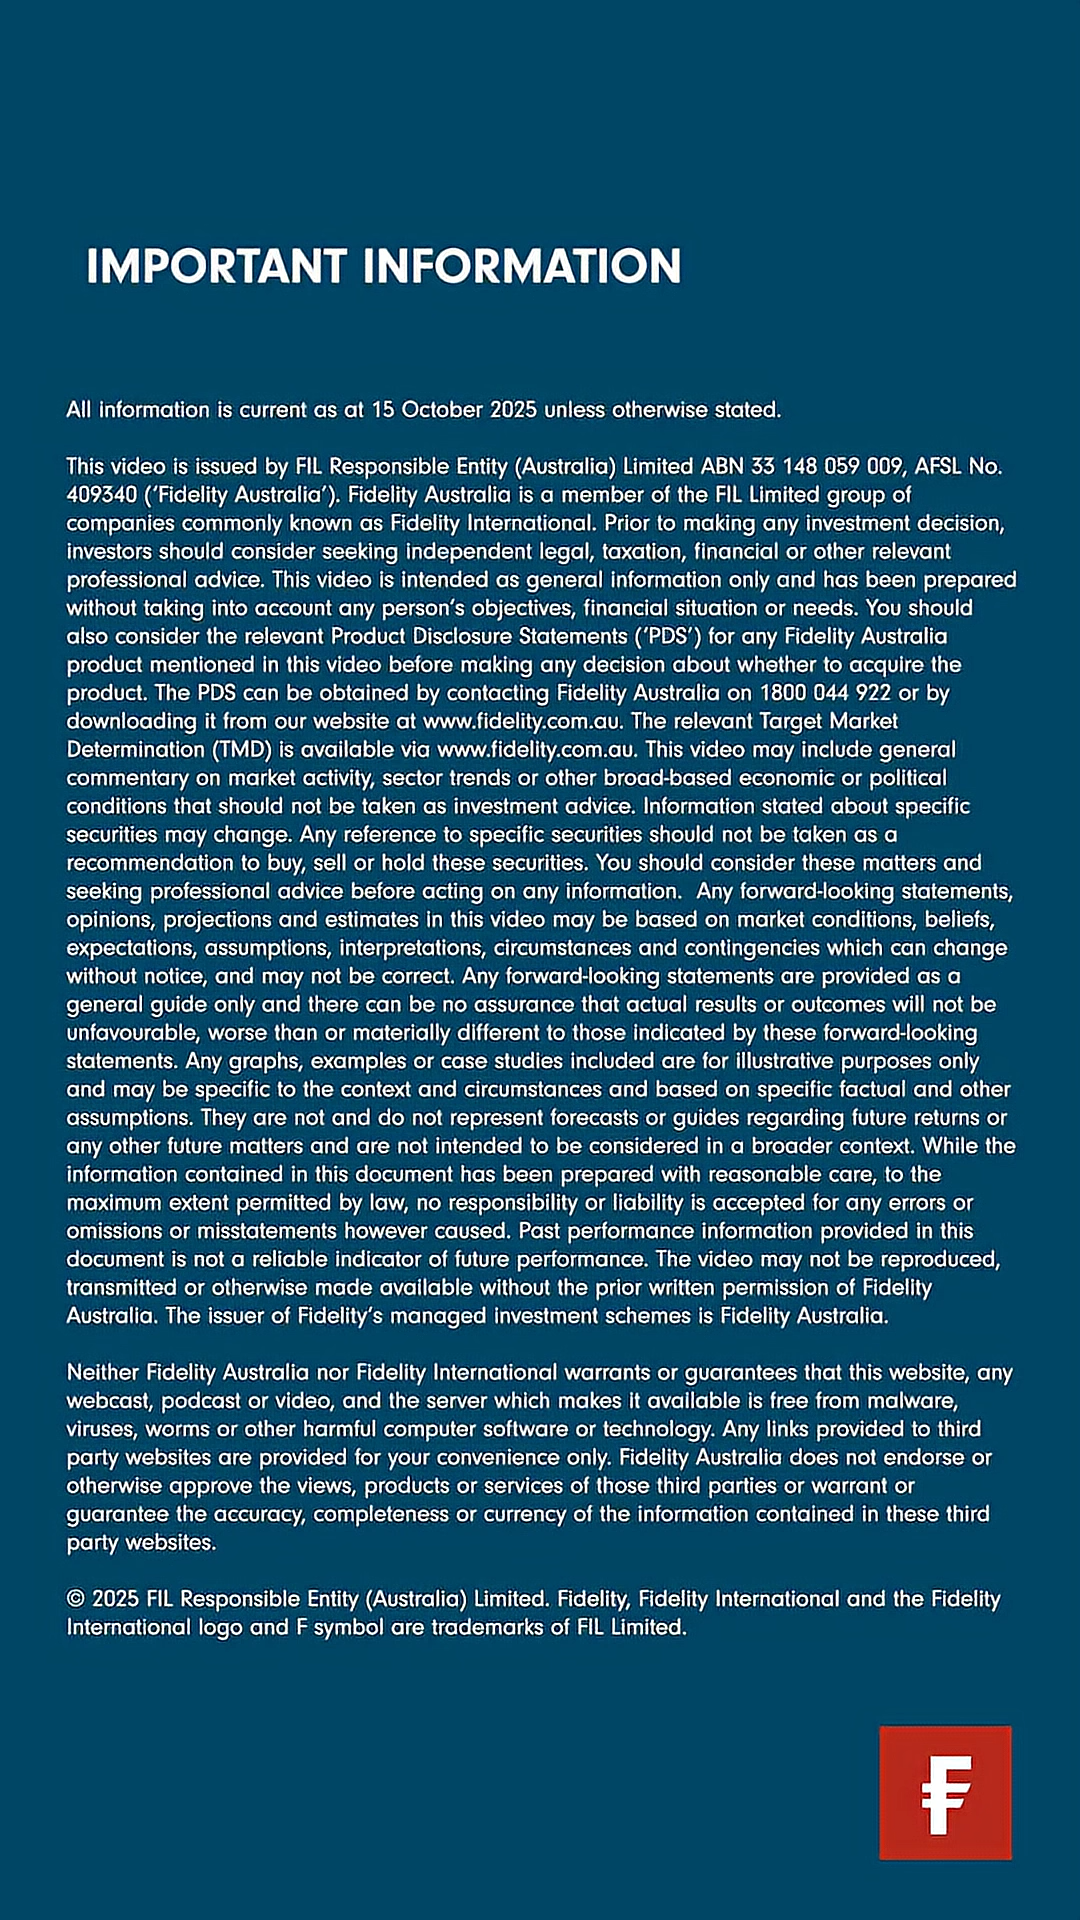 IMPORTANT INFORMATION
All information is current as at 15 October 2025 unless otherwise stated.
This video is issued by FIL Responsible Entity (Australia) Limited ABN 33 148 059 009, AFSL No.
409340 (‘Fidelity Australia’). Fidelity Australia is a member of the FIL Limited group of
companies commonly known as Fidelity International. Prior to making any investment decision,
investors should consider seeking independent legal, taxation, financial or other relevant
professional advice. This video is intended as general information only and has been prepared
without taking into account any person’s objectives, financial situation or needs. You should
also consider the relevant Product Disclosure Statements (‘PDS’) for any Fidelity Australia
product mentioned in this video before making any decision about whether to acquire the
product. The PDS can be obtained by contacting Fidelity Australia on 1800 044 922 or by
downloading it from our website at www.fidelity.com.au. The relevant Target Market
Determination (TMD) is available via www.fidelity.com.au. This video may include general
commentary on market activity, sector trends or other broad-based economic or political
conditions that should not be taken as investment advice. Information stated about specific
securities may change. Any reference to specific securities should not be taken as a
recommendation to buy, sell or hold these securities. You should consider these matters and
seeking professional advice before acting on any information.  Any forward-looking statements,
opinions, projections and estimates in this video may be based on market conditions, beliefs,
expectations, assumptions, interpretations, circumstances and contingencies which can change
without notice, and may not be correct. Any forward-looking statements are provided as a
general guide only and there can be no assurance that actual results or outcomes will not be
unfavourable, worse than or materially different to those indicated by these forward-looking
statements. Any graphs, examples or case studies included are for illustrative purposes only
and may be specific to the context and circumstances and based on specific factual and other
assumptions. They are not and do not represent forecasts or guides regarding future returns or
any other future matters and are not intended to be considered in a broader context. While the
information contained in this document has been prepared with reasonable care, to the
maximum extent permitted by law, no responsibility or liability is accepted for any errors or
omissions or misstatements however caused. Past performance information provided in this
document is not a reliable indicator of future performance. The video may not be reproduced,
transmitted or otherwise made available without the prior written permission of Fidelity
Australia. The issuer of Fidelity’s managed investment schemes is Fidelity Australia.
Neither Fidelity Australia nor Fidelity International warrants or guarantees that this website, any
webcast, podcast or video, and the server which makes it available is free from malware,
viruses, worms or other harmful computer software or technology. Any links provided to third
party websites are provided for your convenience only. Fidelity Australia does not endorse or
otherwise approve the views, products or services of those third parties or warrant or
guarantee the accuracy, completeness or currency of the information contained in these third
party websites.
© 2025 FIL Responsible Entity (Australia) Limited. Fidelity, Fidelity International and the Fidelity
International logo and F symbol are trademarks of FIL Limited.
F